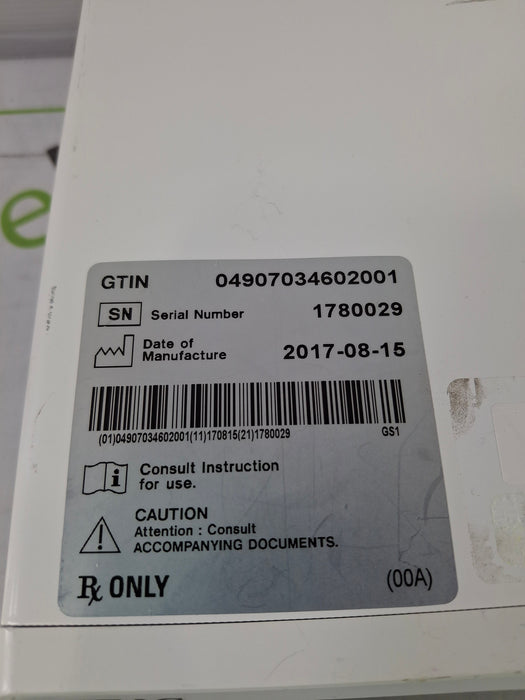 e
GTIN 04907034602001
SN Serial Number 1780029
Date of
Manufacture 2017-08-15
(01)04907034602001(11)170815(21)1780029 GS1
Consult Instruction
for use.
CAUTION
Attention : Consult
ACCOMPANYING DOCUMENTS.
Rx ONLY (00A)